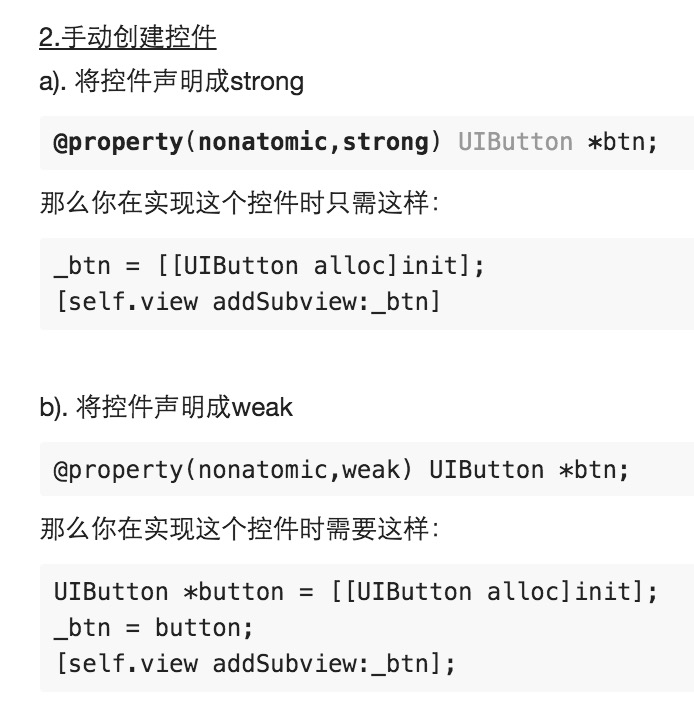 2.手动创建控件
a). 将控件声明成strong
@property(nonatomic,strong) UIButton *btn;
那么你在实现这个控件时只需这样：
_btn = [[UIButton alloc]init];
[self.view addSubview:_btn]
b). 将控件声明成weak
@property(nonatomic,weak) UIButton *btn;
那么你在实现这个控件时需要这样：
UIButton *button = [[UIButton alloc]init];
_btn = button;
[self.view addSubview:_btn];